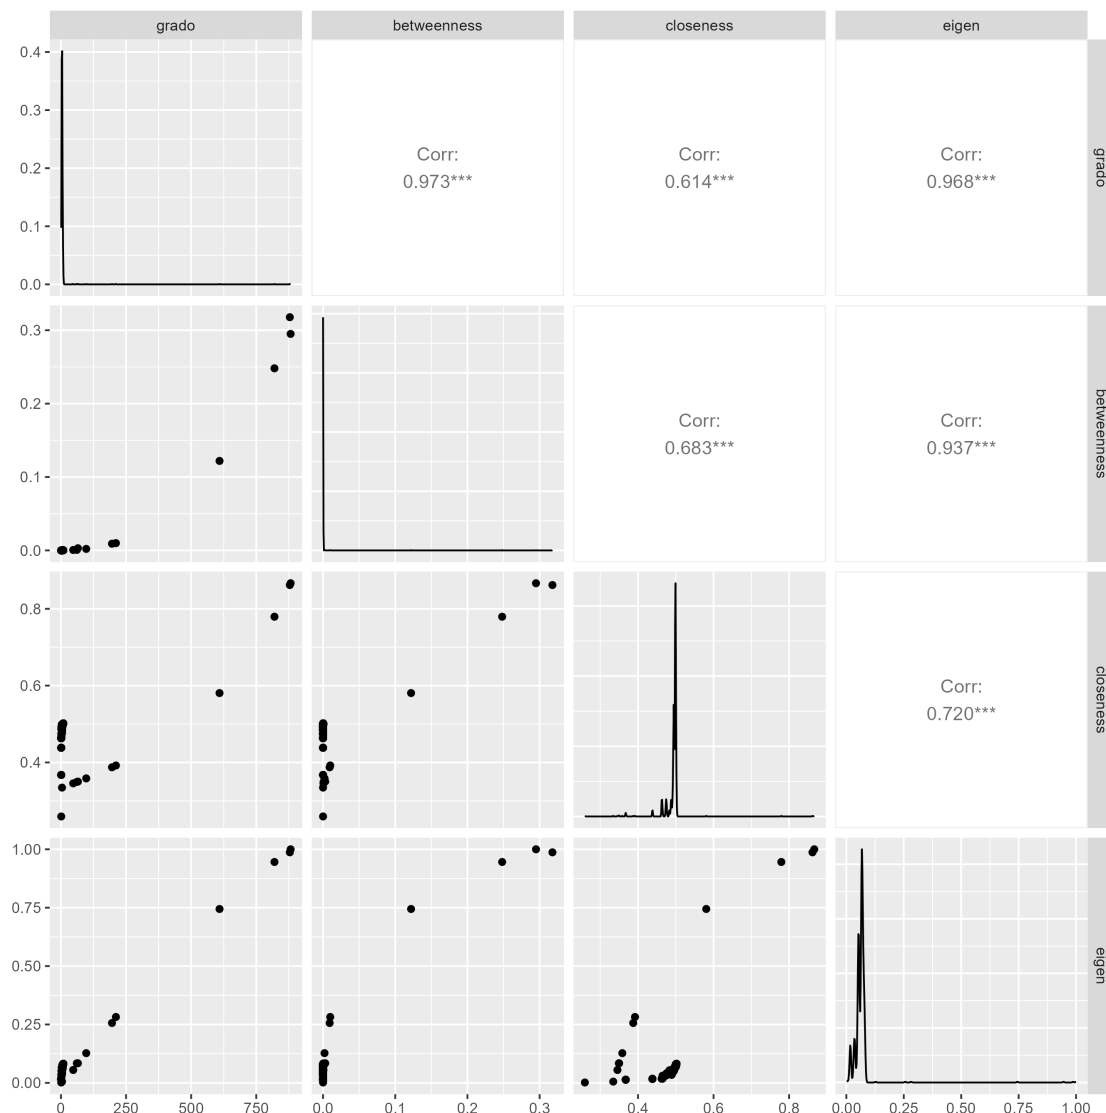 grado betweenness closeness eigen
0.4
0.3
0.2
0.1
0.0
Corr:
0.973***
Corr:
0.614***
Corr:
0.968***
grado
0.3
0.2
0.1
0.0
Corr:
0.683***
Corr:
0.937***
betweenness
0.8
0.6
0.4
Corr:
0.720***
closeness
1.00
0.75
0.50
0.25
0.00
eigen
0 250 500 750 0.0 0.1 0.2 0.3 0.4 0.6 0.8 0.00 0.25 0.50 0.75 1.00